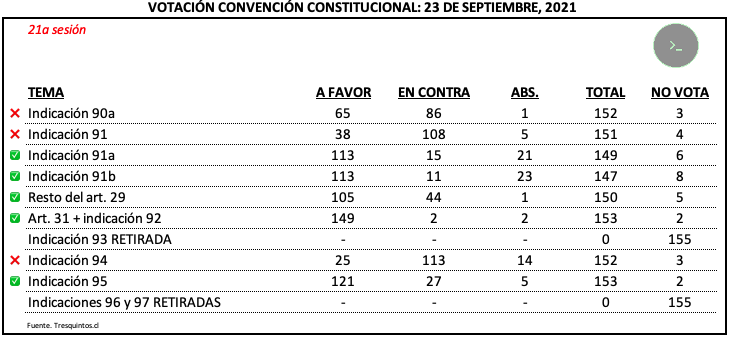 VOTACIÓN CONVENCIÓN CONSTITUCIONAL: 23 DE SEPTIEMBRE, 2021
21a sesión
>_
TEMA A FAVOR EN CONTRA ABS. TOTAL NO VOTA
❌ Indicación 90a 65 86 1 152 3
❌ Indicación 91 38 108 5 151 4
✅ Indicación 91a 113 15 21 149 6
✅ Indicación 91b 113 11 23 147 8
✅ Resto del art. 29 105 44 1 150 5
✅ Art. 31 + indicación 92 149 2 2 153 2
Indicación 93 RETIRADA - - - 0 155
❌ Indicación 94 25 113 14 152 3
✅ Indicación 95 121 27 5 153 2
Indicaciones 96 y 97 RETIRADAS - - - 0 155
Fuente. Tresquintos.cl